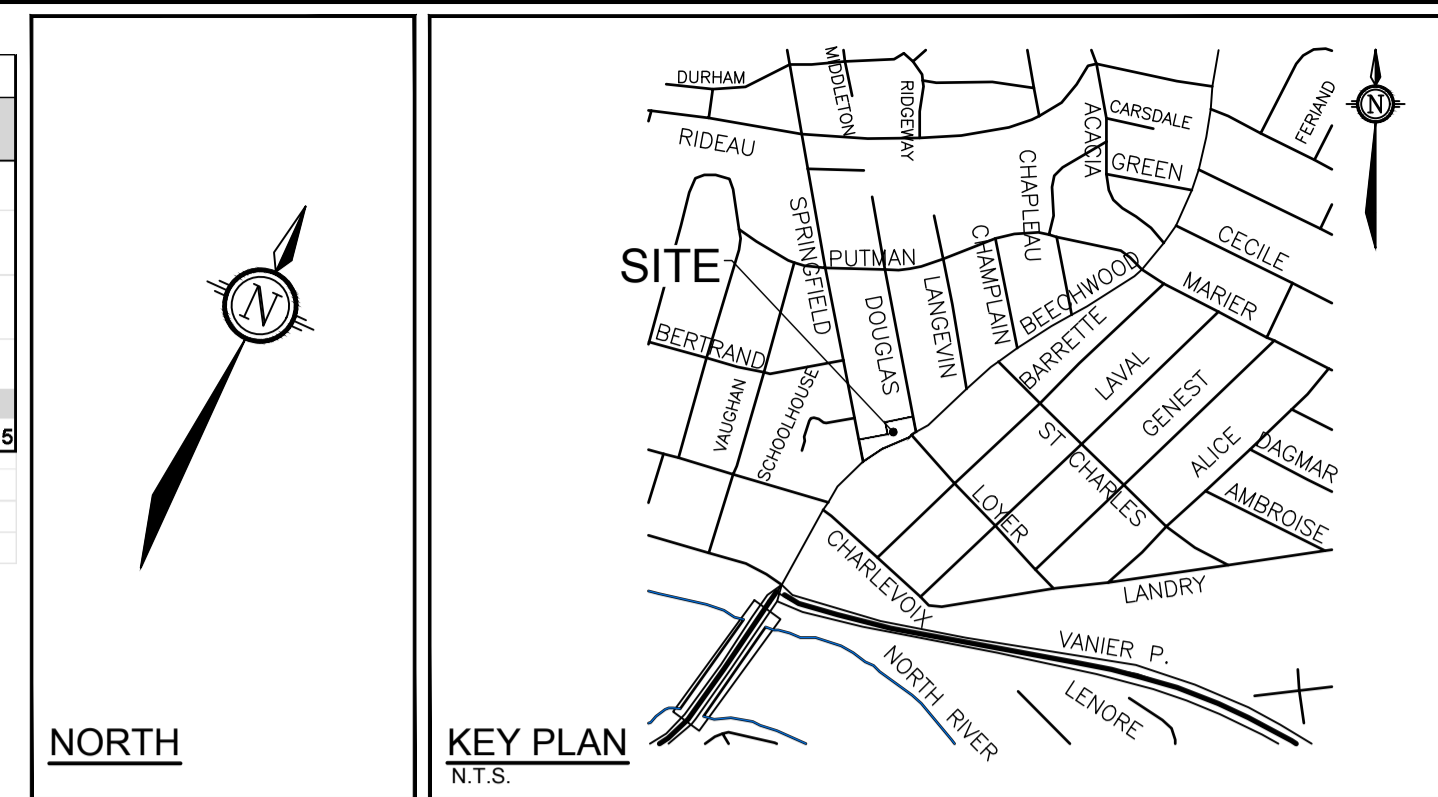 5
N
NORTH
KEY PLAN
N.T.S.
N
SITE
DURHAM
MIDDLETON
RIDGEWAY
RIDEAU
ACACIA
CARSDALE
GREEN
FERIAND
CHAPLEAU
SPRINGFIELD
PUTMAN
CHAMPLAIN
LANGEVIN
DOUGLAS
BEECHWOOD
CECILE
MARIER
BERTRAND
VAUGHAN
SCHOOLHOUSE
BARRETTE
LAVAL
GENEST
ALICE
ST CHARLES
DAGMAR
AMBROISE
LOYER
CHARLEVOIX
LANDRY
VANIER P.
NORTH RIVER
LENORE